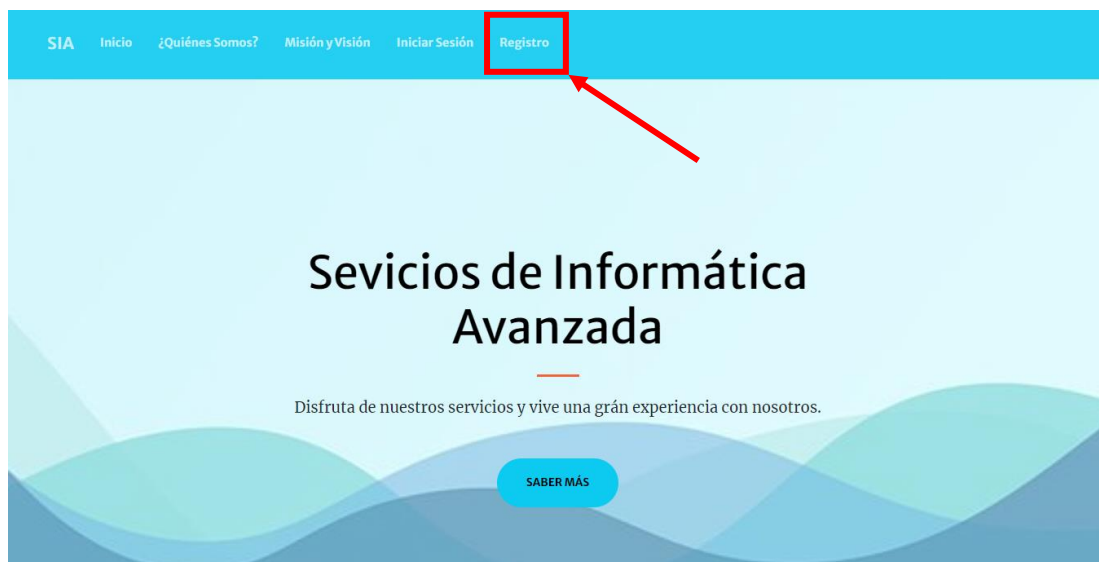 SIA Inicio ¿Quiénes Somos? Misión y Visión Iniciar Sesión Registro
Sevicios de Informática
Avanzada
Disfruta de nuestros servicios y vive una grán experiencia con nosotros.
SABER MÁS